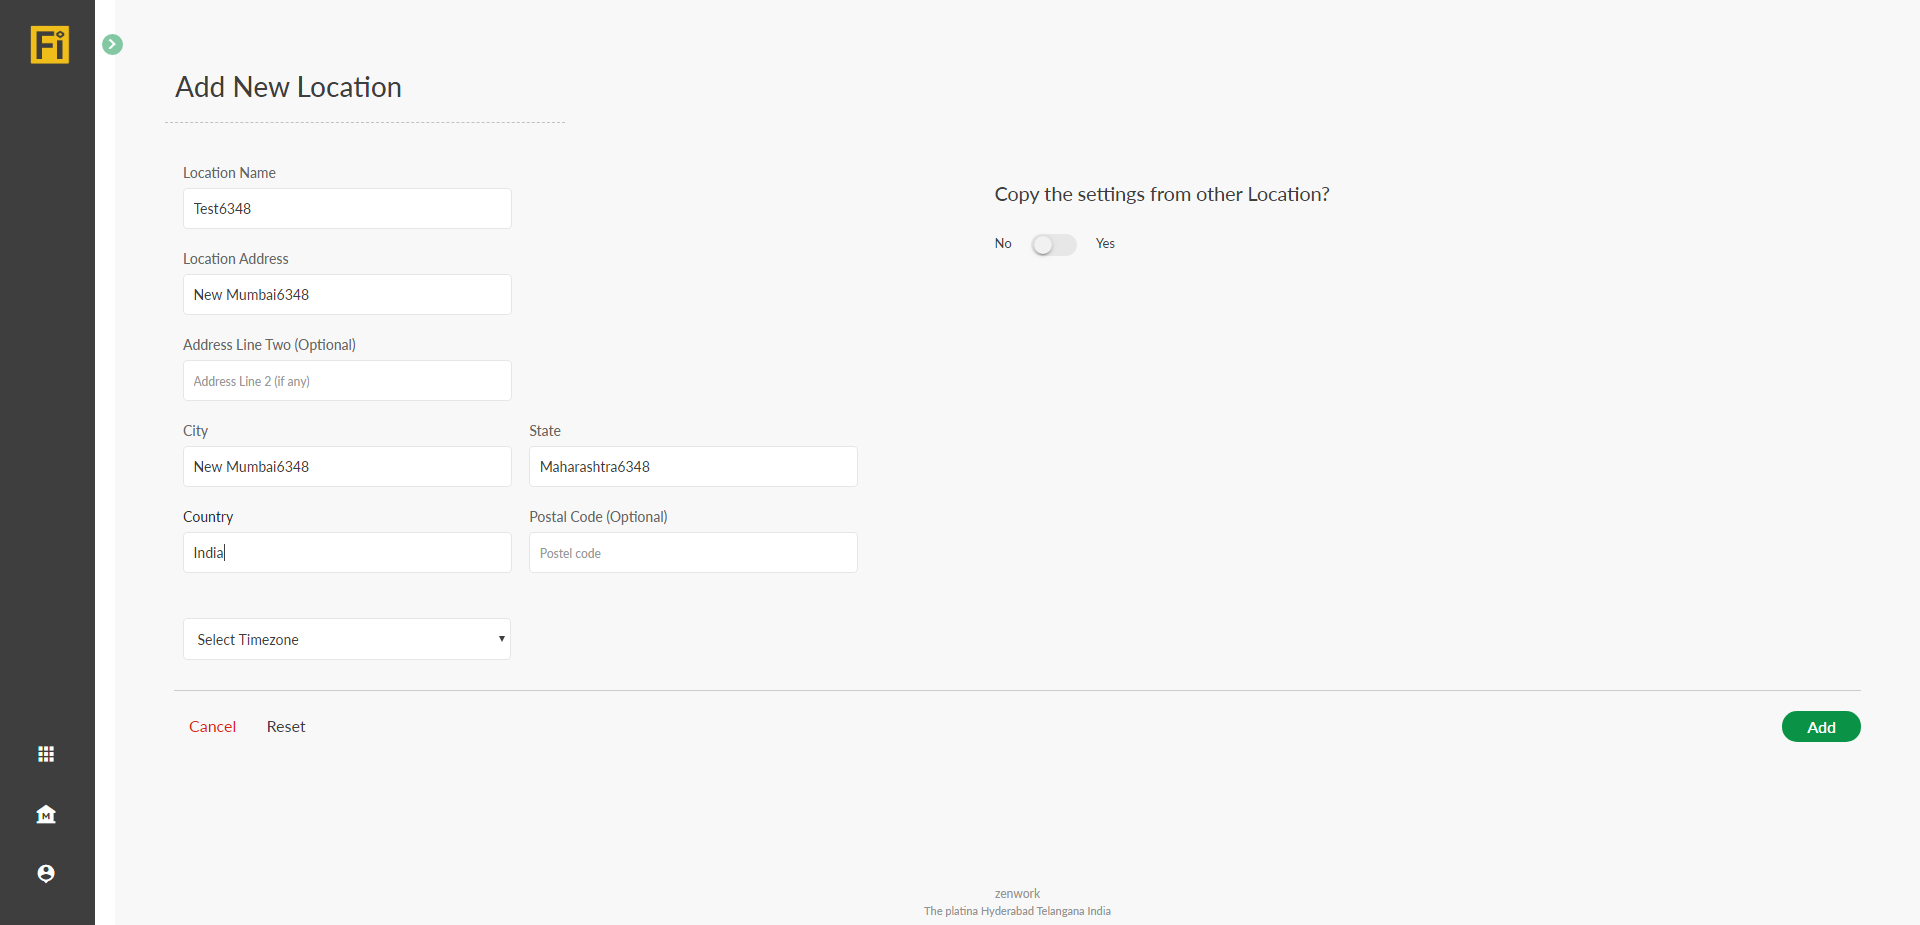 Fi
Add New Location
Location Name
Test6348
Location Address
New Mumbai6348
Address Line Two (Optional)
Address Line 2 (if any)
City
New Mumbai6348
State
Maharashtra6348
Country
India
Postal Code (Optional)
Postel code
Select Timezone
Copy the settings from other Location?
No Yes
Cancel Reset Add
M
zenwork
The platina Hyderabad Telangana India